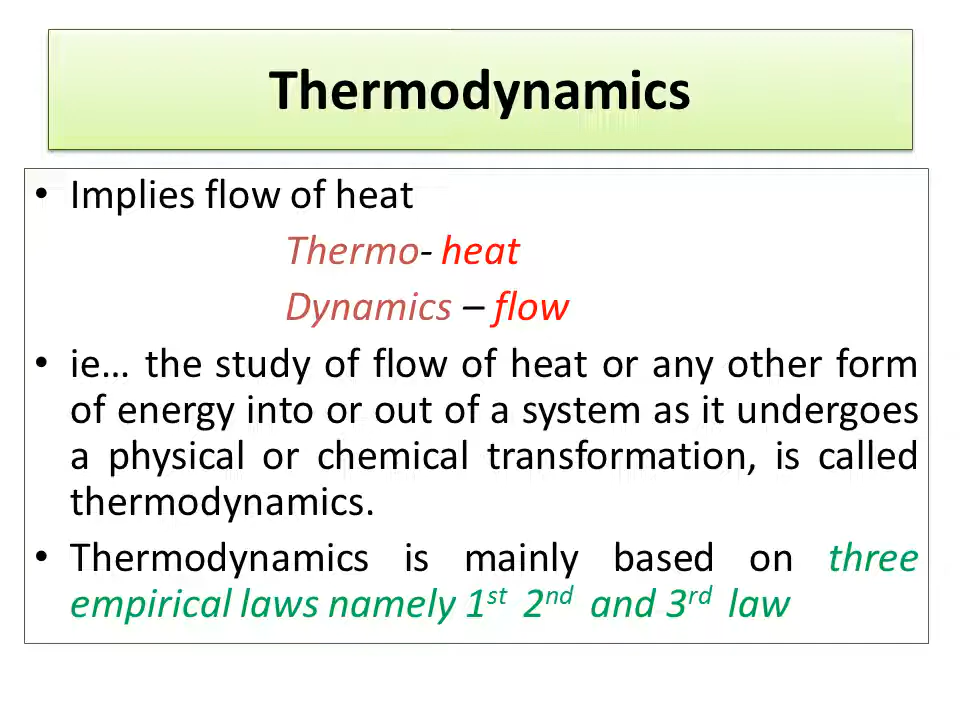 Thermodynamics
• Implies flow of heat
Thermo- heat
Dynamics – flow
• ie… the study of flow of heat or any other form
of energy into or out of a system as it undergoes
a physical or chemical transformation, is called
thermodynamics.
• Thermodynamics is mainly based on three
empirical laws namely 1st 2nd and 3rd law